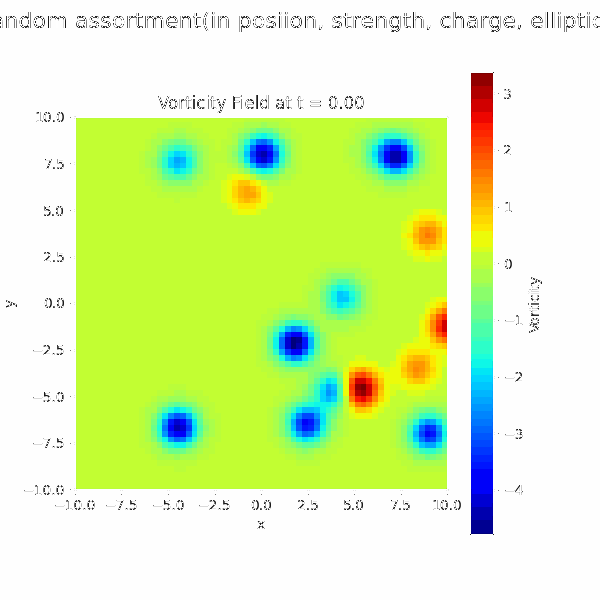 andom assortment(in posiion, strength, charge, elliptic
Vorticity Field at t = 0.00
10.0
7.5
5.0
2.5
0.0
−2.5
−5.0
−7.5
−10.0
y
−10.0 −7.5 −5.0 −2.5 0.0 2.5 5.0 7.5 10.0
x
3
2
1
0
−1
−2
−3
−4
Vorticity